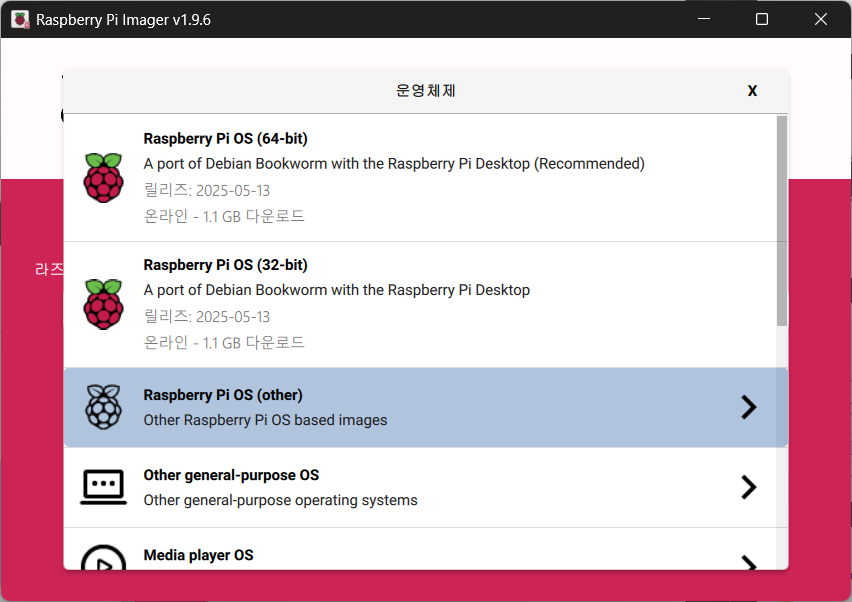 Raspberry Pi Imager v1.9.6
운영체제
X
Raspberry Pi OS (64-bit)
A port of Debian Bookworm with the Raspberry Pi Desktop (Recommended)
릴리즈: 2025-05-13
온라인 - 1.1 GB 다운로드
Raspberry Pi OS (32-bit)
A port of Debian Bookworm with the Raspberry Pi Desktop
릴리즈: 2025-05-13
온라인 - 1.1 GB 다운로드
라즈
Raspberry Pi OS (other)
Other Raspberry Pi OS based images
Other general-purpose OS
Other general-purpose operating systems
Media player OS